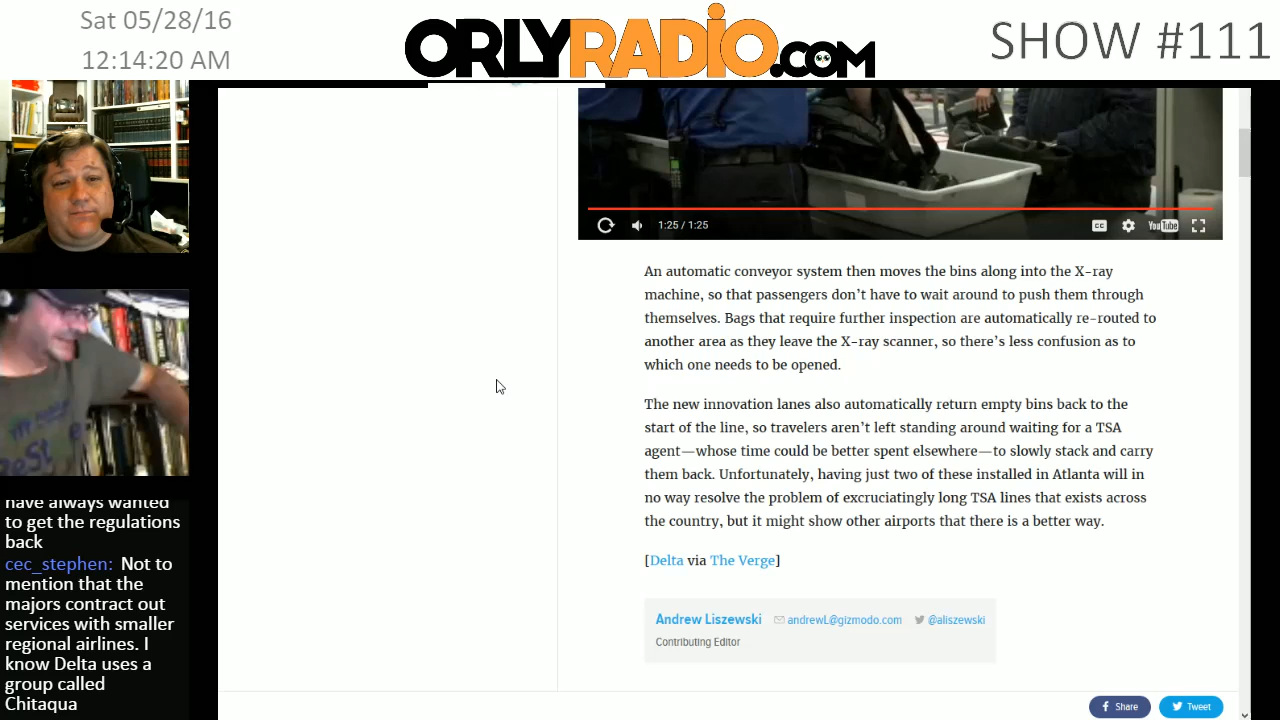 Sat 05/28/16
12:14:20 AM
ORLYRADIO.COM
SHOW #111
1:25 / 1:25
CC
YouTube
An automatic conveyor system then moves the bins along into the X-ray
machine, so that passengers don’t have to wait around to push them through
themselves. Bags that require further inspection are automatically re-routed to
another area as they leave the X-ray scanner, so there’s less confusion as to
which one needs to be opened.
The new innovation lanes also automatically return empty bins back to the
start of the line, so travelers aren’t left standing around waiting for a TSA
agent—whose time could be better spent elsewhere—to slowly stack and carry
them back. Unfortunately, having just two of these installed in Atlanta will in
no way resolve the problem of excruciatingly long TSA lines that exists across
the country, but it might show other airports that there is a better way.
[Delta via The Verge]
Andrew Liszewski andrewL@gizmodo.com @aliszewski
Contributing Editor
Share
Tweet
have always wanted
to get the regulations
back
cec_stephen: Not to
mention that the
majors contract out
services with smaller
regional airlines. I
know Delta uses a
group called
Chitaqua